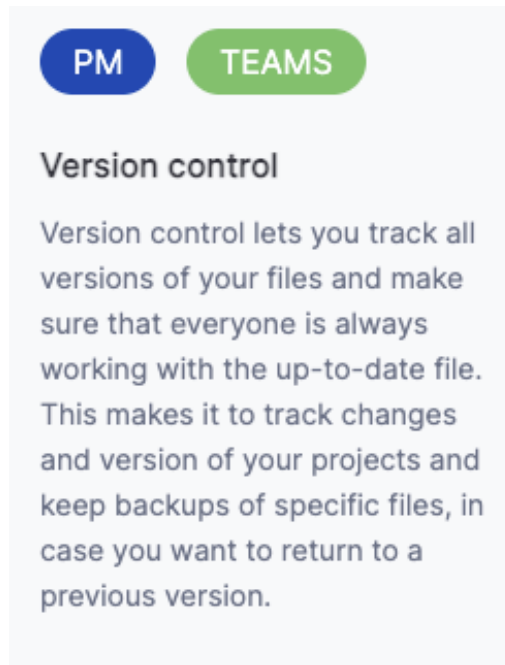 PM TEAMS
Version control
Version control lets you track all
versions of your files and make
sure that everyone is always
working with the up-to-date file.
This makes it to track changes
and version of your projects and
keep backups of specific files, in
case you want to return to a
previous version.